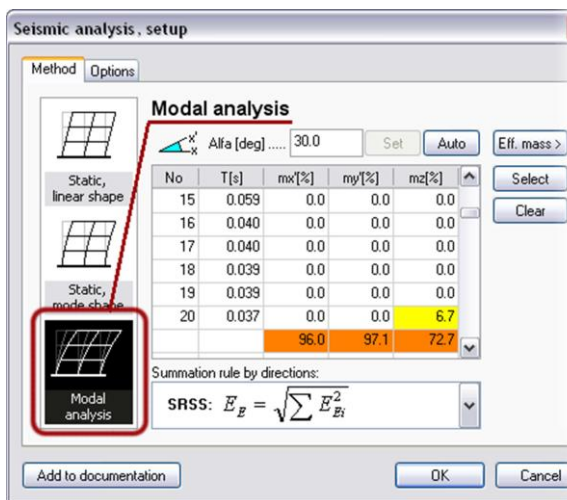 Seismic analysis, setup
Method Options
Modal analysis
x'
x
Alfa [deg] ..... 30.0 Set Auto Eff. mass >
Static,
linear shape
Static,
mode shape
Modal
analysis
No T[s] mx'[%] my'[%] mz[%]
15 0.059 0.0 0.0 0.0
16 0.040 0.0 0.0 0.0
17 0.040 0.0 0.0 0.0
18 0.039 0.0 0.0 0.0
19 0.039 0.0 0.0 0.0
20 0.037 0.0 0.0 6.7
96.0 97.1 72.7
Select
Clear
Summation rule by directions:
SRSS: E_E = √∑ E_Ei^2
Add to documentation OK Cancel